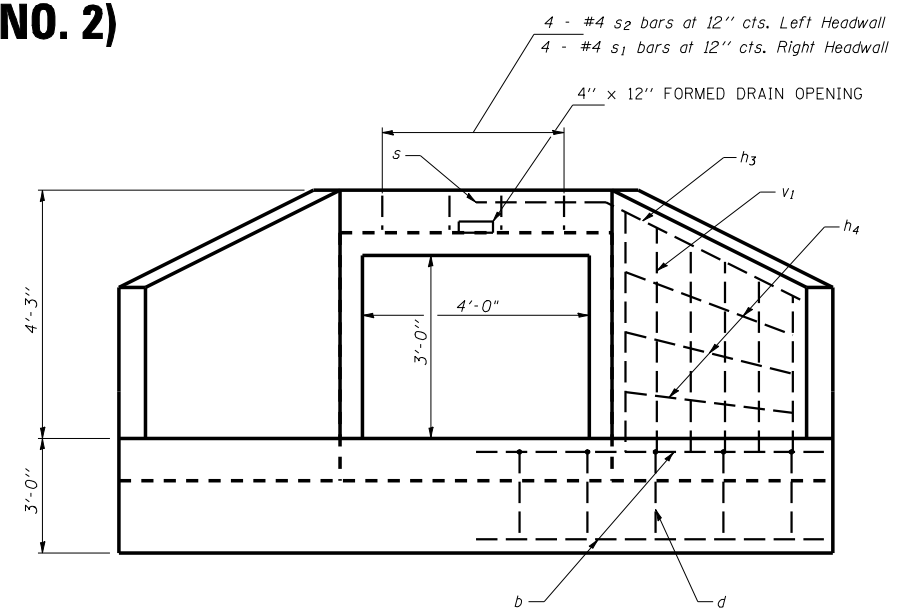 NO. 2)
4 - #4 s2 bars at 12" cts. Left Headwall
4 - #4 s1 bars at 12" cts. Right Headwall
4" x 12" FORMED DRAIN OPENING
s
h3
v1
h4
4'-3"
4'-0"
3'-0"
3'-0"
b
d